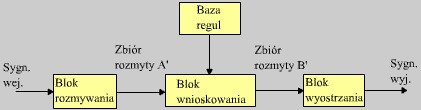 Baza
regul
Zbiór
rozmyty A'
Zbiór
rozmyty B'
Sygn.
wej.
Sygn.
wyj.
Blok
rozmywania
Blok
wnioskowania
Blok
wyostrzania